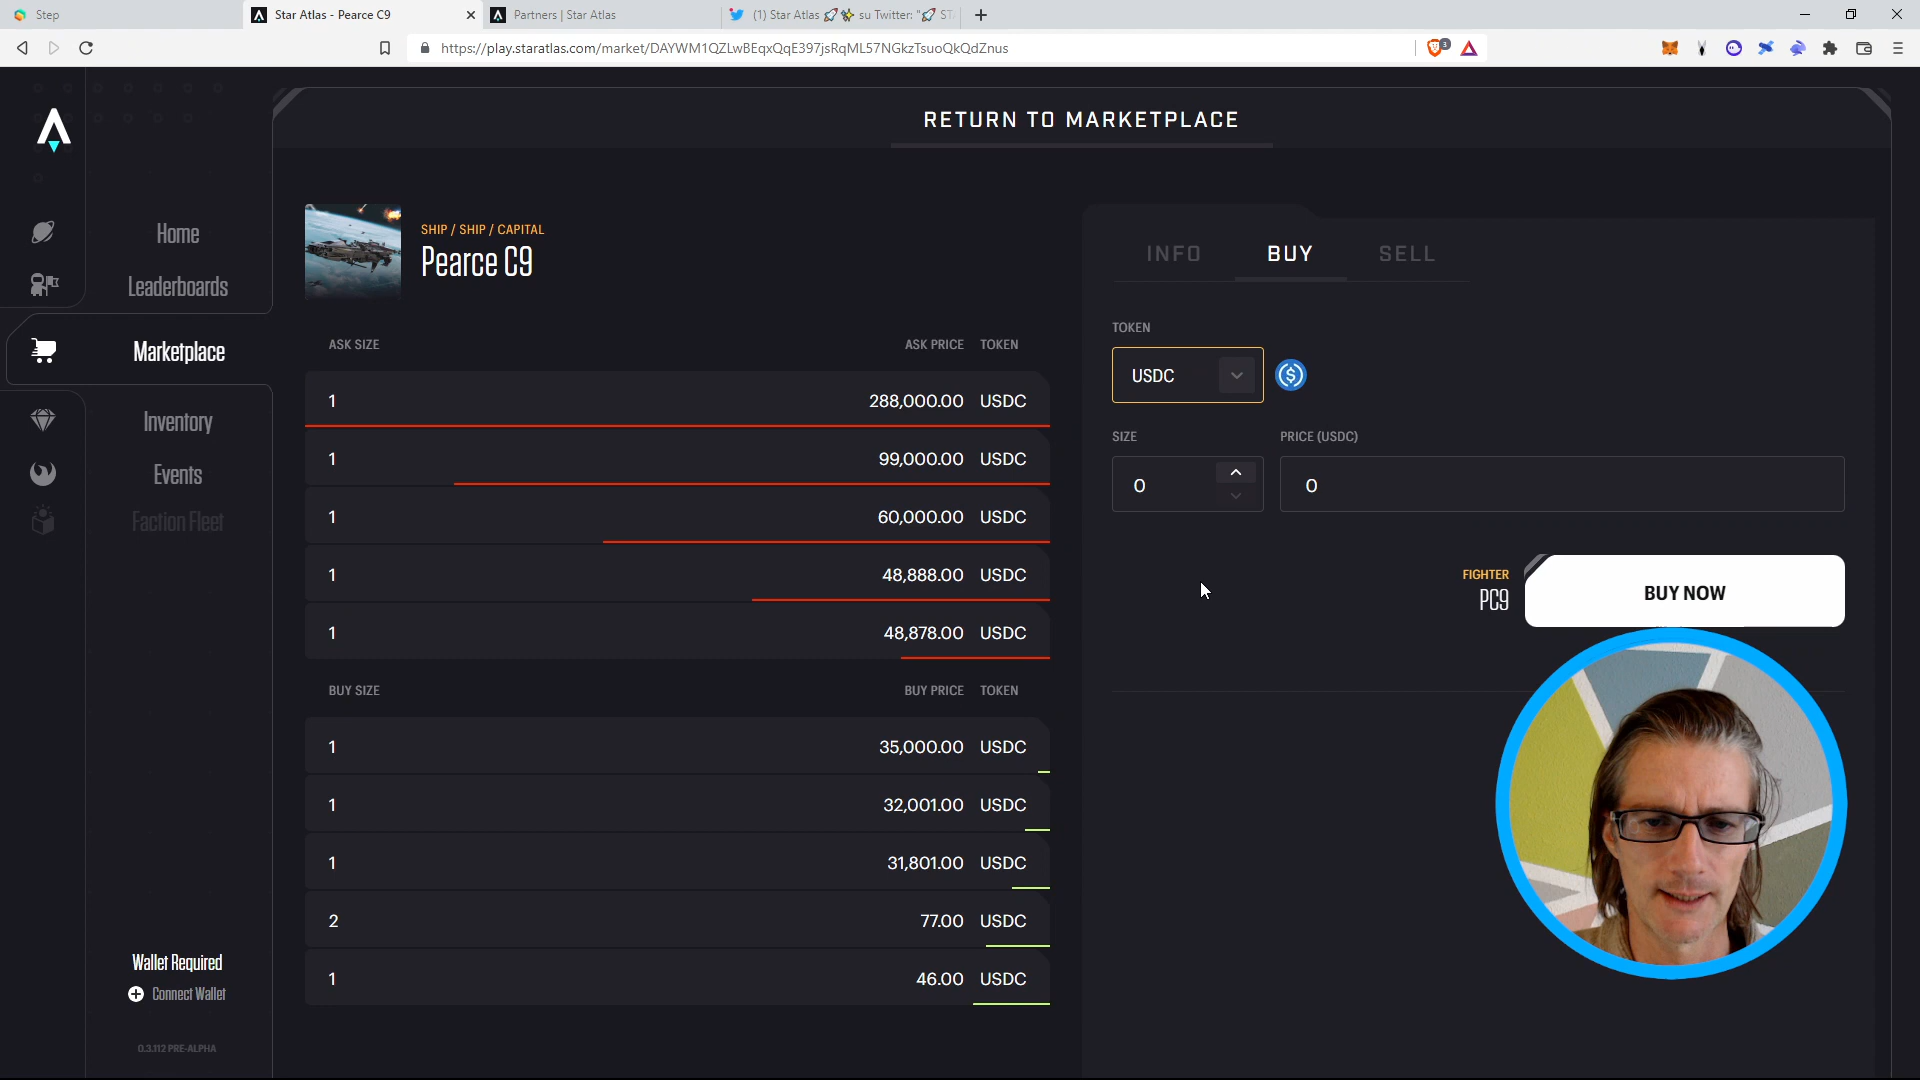 Step
Star Atlas - Pearce C9
Partners | Star Atlas
(1) Star Atlas 🚀✨ su Twitter: "🚀 ST
https://play.staratlas.com/market/DAYWM1QZLwBEqxQqE397jsRqML57NGkzTsuoQkQdZnus
3
RETURN TO MARKETPLACE
Home
Leaderboards
Marketplace
Inventory
Events
Faction Fleet
Wallet Required
Connect Wallet
0.3.112 PRE-ALPHA
SHIP / SHIP / CAPITAL
Pearce C9
ASK SIZE ASK PRICE TOKEN
1 288,000.00 USDC
1 99,000.00 USDC
1 60,000.00 USDC
1 48,888.00 USDC
1 48,878.00 USDC
BUY SIZE BUY PRICE TOKEN
1 35,000.00 USDC
1 32,001.00 USDC
1 31,801.00 USDC
2 77.00 USDC
1 46.00 USDC
INFO BUY SELL
TOKEN
USDC
SIZE PRICE (USDC)
0 0
FIGHTER
PC9
BUY NOW